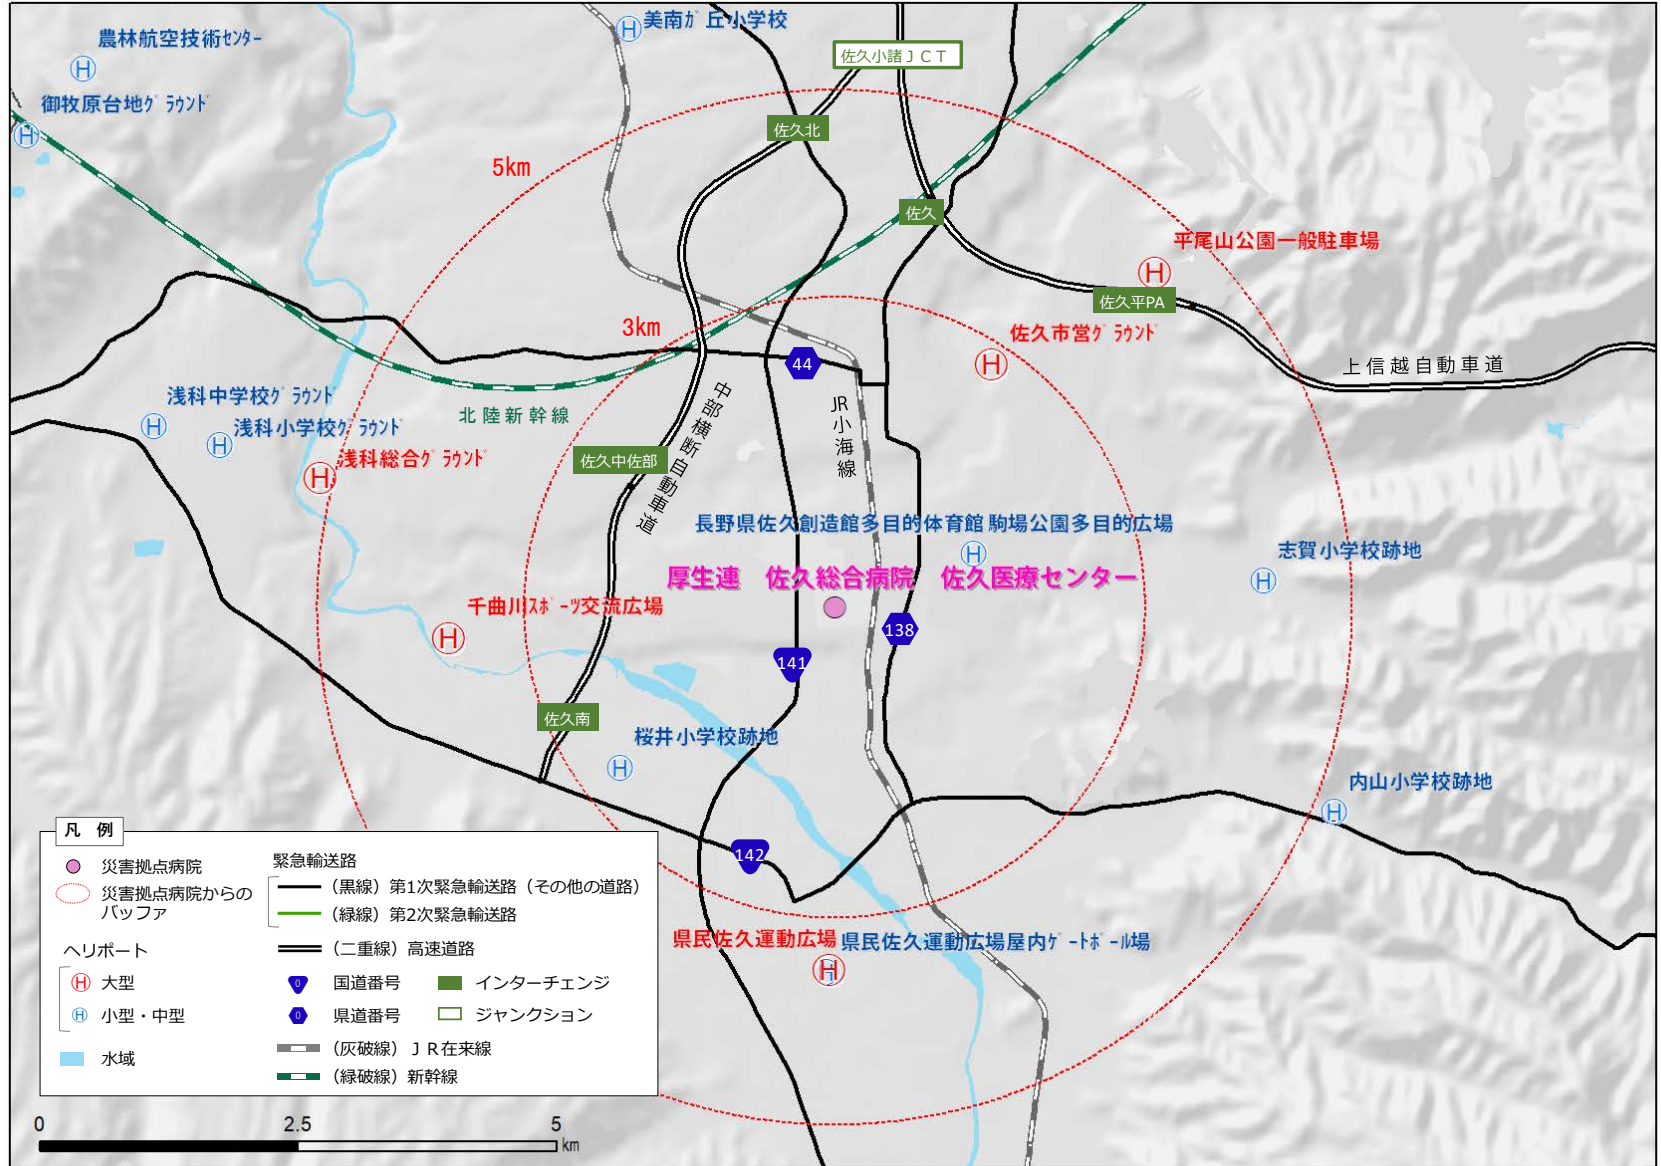 美南ガ丘小学校
農林航空技術センター
佐久小諸ＪＣＴ
御牧原台地グラウンド
佐久北
5km
佐久
平尾山公園一般駐車場
佐久平PA
3km
佐久市営グラウンド
44
上信越自動車道
浅科中学校グラウンド
北陸新幹線
中部横断自動車道
JR小海線
浅科小学校グラウンド
浅科総合グラウンド
佐久中佐部
長野県佐久創造館多目的体育館 駒場公園多目的広場
志賀小学校跡地
厚生連　佐久総合病院　佐久医療センター
千曲川スポーツ交流広場
138
141
佐久南
桜井小学校跡地
内山小学校跡地
142
県民佐久運動広場 県民佐久運動広場屋内ゲートボール場
凡　例
災害拠点病院
災害拠点病院からの
バッファ
ヘリポート
H 大型
H 小型・中型
水域
緊急輸送路
（黒線）第1次緊急輸送路（その他の道路）
（緑線）第2次緊急輸送路
（二重線）高速道路
0 国道番号
インターチェンジ
0 県道番号
ジャンクション
（灰破線）ＪＲ在来線
（緑破線）新幹線
0 2.5 5
km